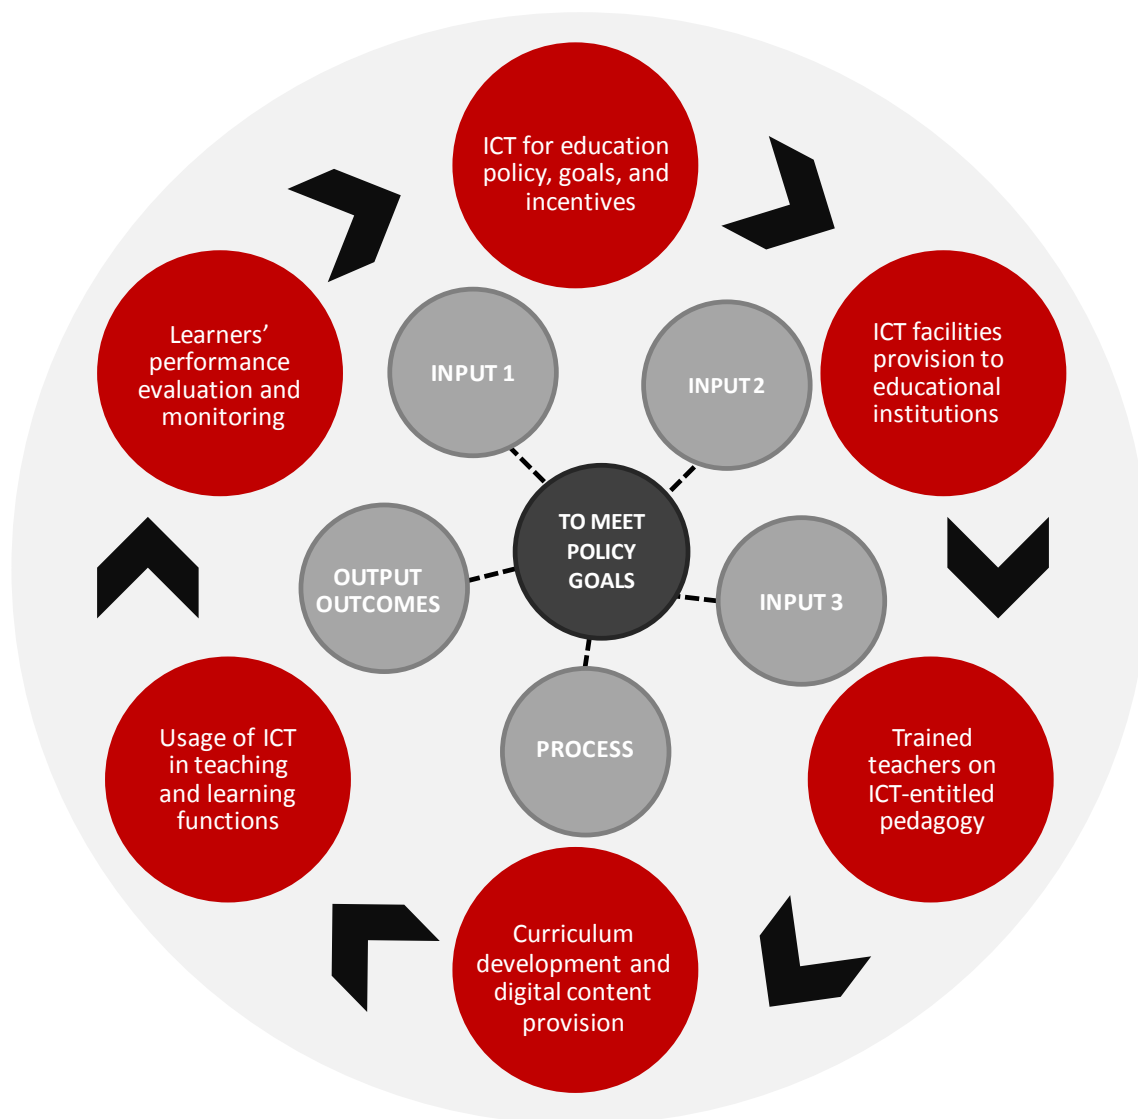 ICT for education
policy, goals, and
incentives
ICT facilities
provision to
educational
institutions
Trained
teachers on
ICT-entitled
pedagogy
Curriculum
development and
digital content
provision
Usage of ICT
in teaching
and learning
functions
Learners’
performance
evaluation and
monitoring
INPUT 1
INPUT 2
INPUT 3
PROCESS
OUTPUT
OUTCOMES
TO MEET
POLICY
GOALS